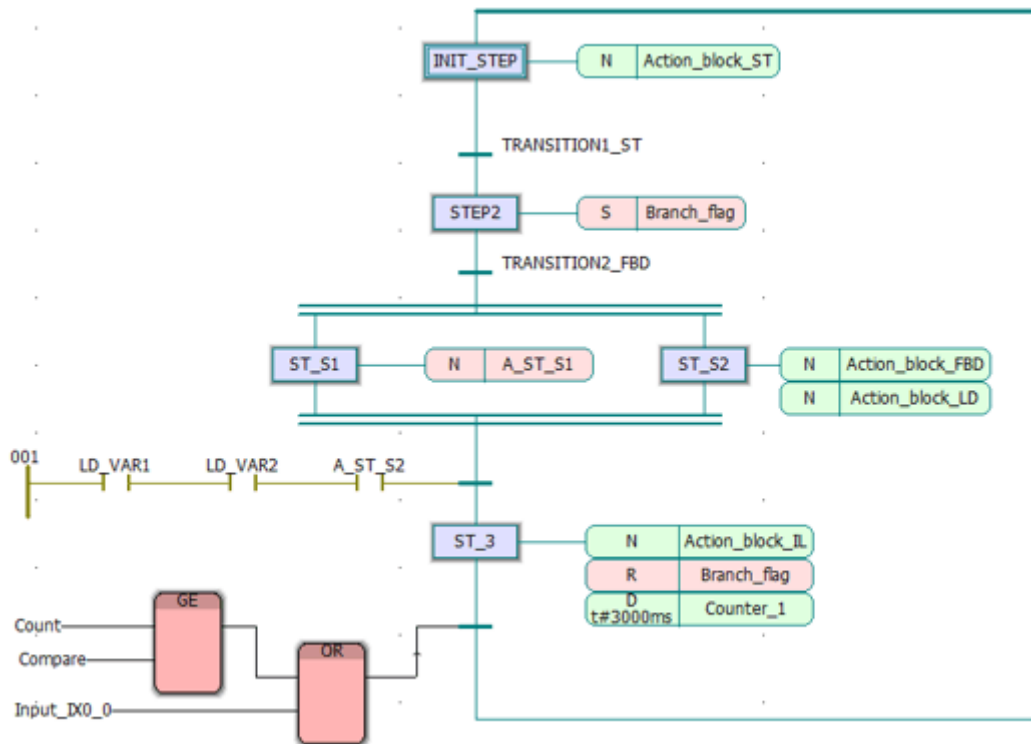 INIT_STEP N Action_block_ST
TRANSITION1_ST
STEP2 S Branch_flag
TRANSITION2_FBD
ST_S1 N A_ST_S1 ST_S2 N Action_block_FBD
N Action_block_LD
001
LD_VAR1 LD_VAR2 A_ST_S2
ST_3 N Action_block_IL
R Branch_flag
D
t#3000ms Counter_1
GE
Count
Compare
OR
Input_IX0_0